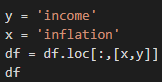 y = 'income'
x = 'inflation'
df = df.loc[:,[x,y]]
df